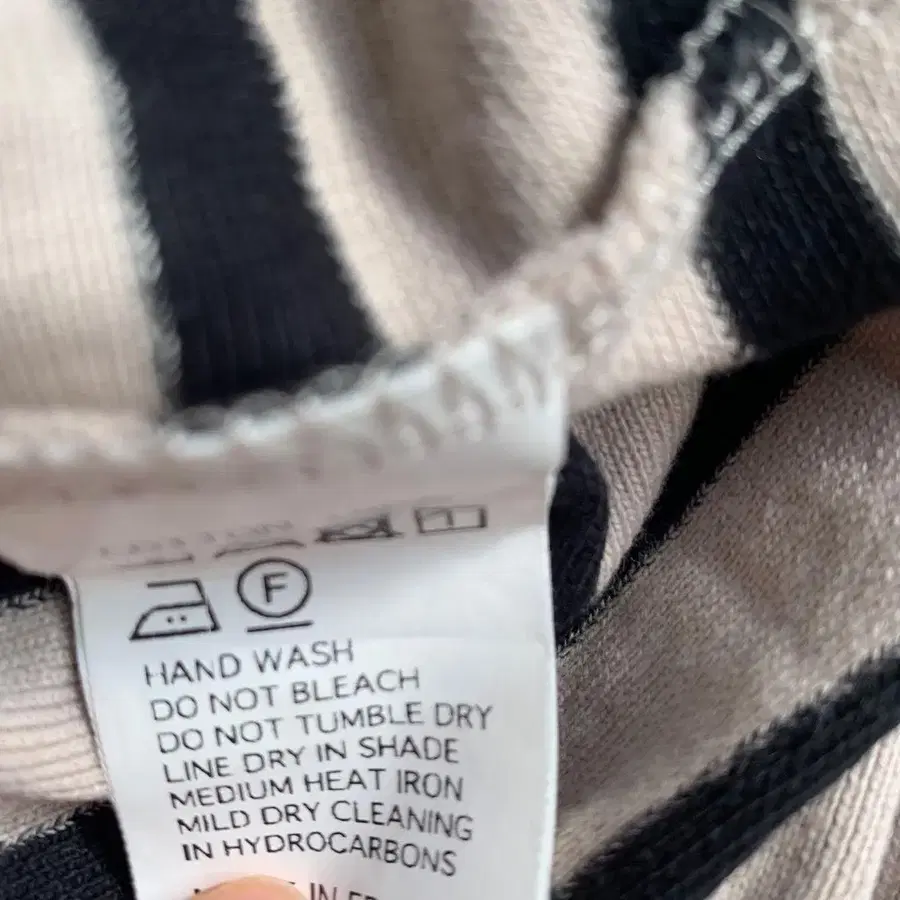 F
HAND WASH
DO NOT BLEACH
DO NOT TUMBLE DRY
LINE DRY IN SHADE
MEDIUM HEAT IRON
MILD DRY CLEANING
IN HYDROCARBONS
IN